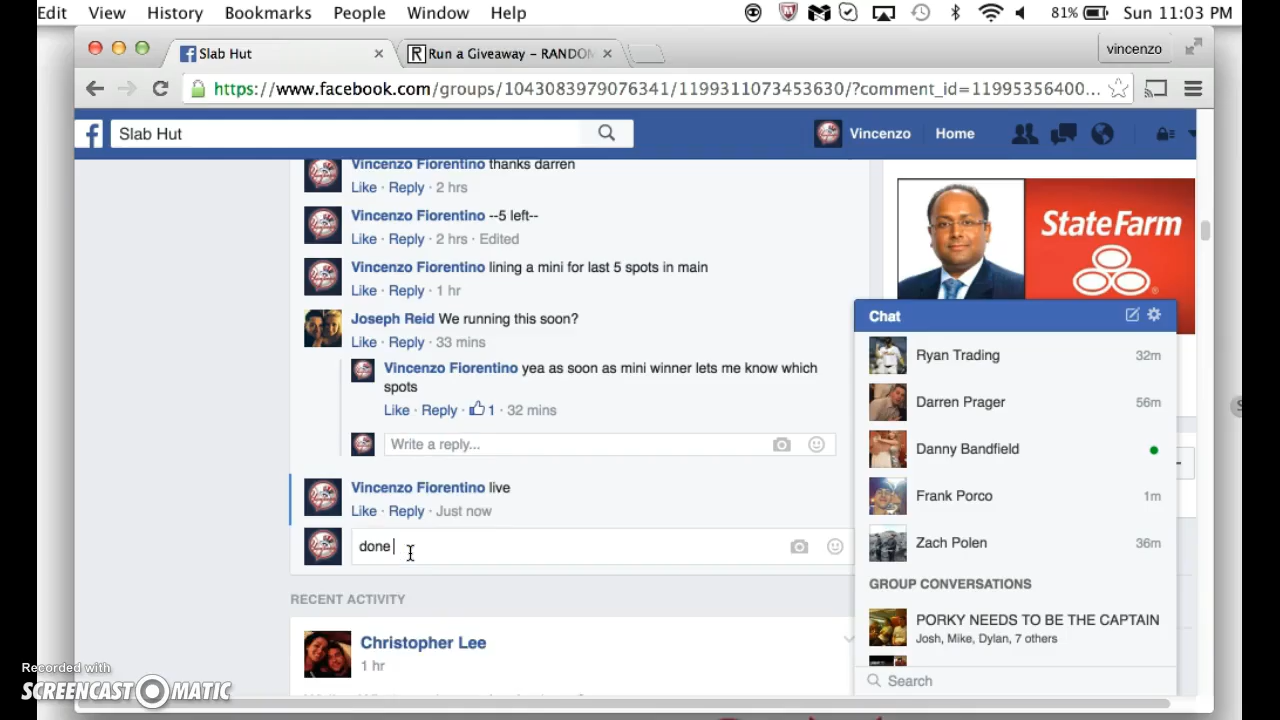 Edit View History Bookmarks People Window Help 81% Sun 11:03 PM
Slab Hut Run a Giveaway – RANDOM vincenzo
https://www.facebook.com/groups/1043083979076341/1199311073453630/?comment_id=11995356400...
Slab Hut Vincenzo Home
Vincenzo Fiorentino thanks darren
Like · Reply · 2 hrs
Vincenzo Fiorentino --5 left--
Like · Reply · 2 hrs · Edited
Vincenzo Fiorentino lining a mini for last 5 spots in main
Like · Reply · 1 hr
Joseph Reid We running this soon?
Like · Reply · 33 mins
Vincenzo Fiorentino yea as soon as mini winner lets me know which
spots
Like · Reply · 1 · 32 mins
Write a reply...
Vincenzo Fiorentino live
Like · Reply · Just now
done
RECENT ACTIVITY
Christopher Lee
1 hr
StateFarm
Chat
Ryan Trading 32m
Darren Prager 56m
Danny Bandfield
Frank Porco 1m
Zach Polen 36m
GROUP CONVERSATIONS
PORKY NEEDS TO BE THE CAPTAIN
Josh, Mike, Dylan, 7 others
Search
Recorded with
SCREENCAST-O-MATIC